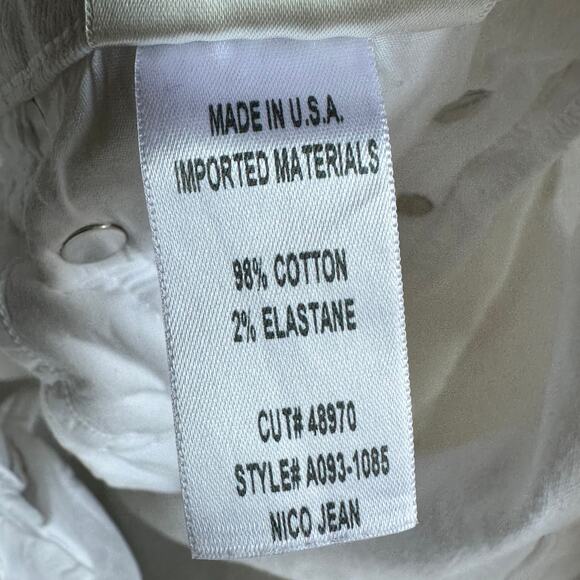 MADE IN U.S.A.
IMPORTED MATERIALS
98% COTTON
2% ELASTANE
CUT# 48970
STYLE# A093-1085
NICO JEAN